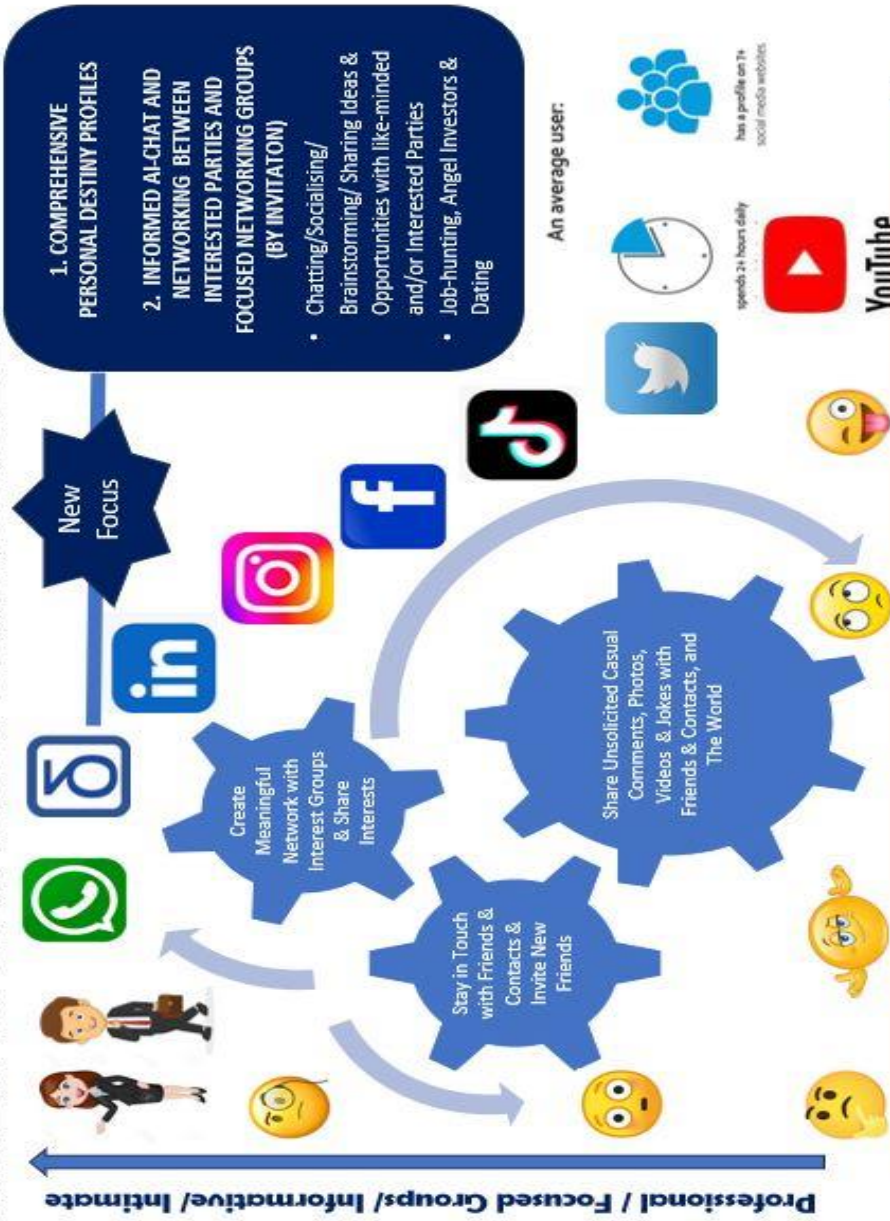 Professional / Focused Groups/ Informative/ Intimate
New
Focus
1. COMPREHENSIVE
PERSONAL DESTINY PROFILES
2. INFORMED AI-CHAT AND
NETWORKING BETWEEN
INTERESTED PARTIES AND
FOCUSED NETWORKING GROUPS
(BY INVITATON)
• Chatting/Socialising/
Brainstorming/ Sharing Ideas &
Opportunities with like-minded
and/or Interested Parties
• Job-hunting, Angel Investors &
Dating
δ
in
f
Create
Meaningful
Network with
Interest Groups
& Share
Interests
Stay in Touch
with Friends &
Contacts &
Invite New
Friends
Share Unsolicited Casual
Comments, Photos,
Videos & Jokes with
Friends & Contacts, and
The World
An average user:
spends 2+ hours daily
has a profile on 7+
social media websites
YouTube